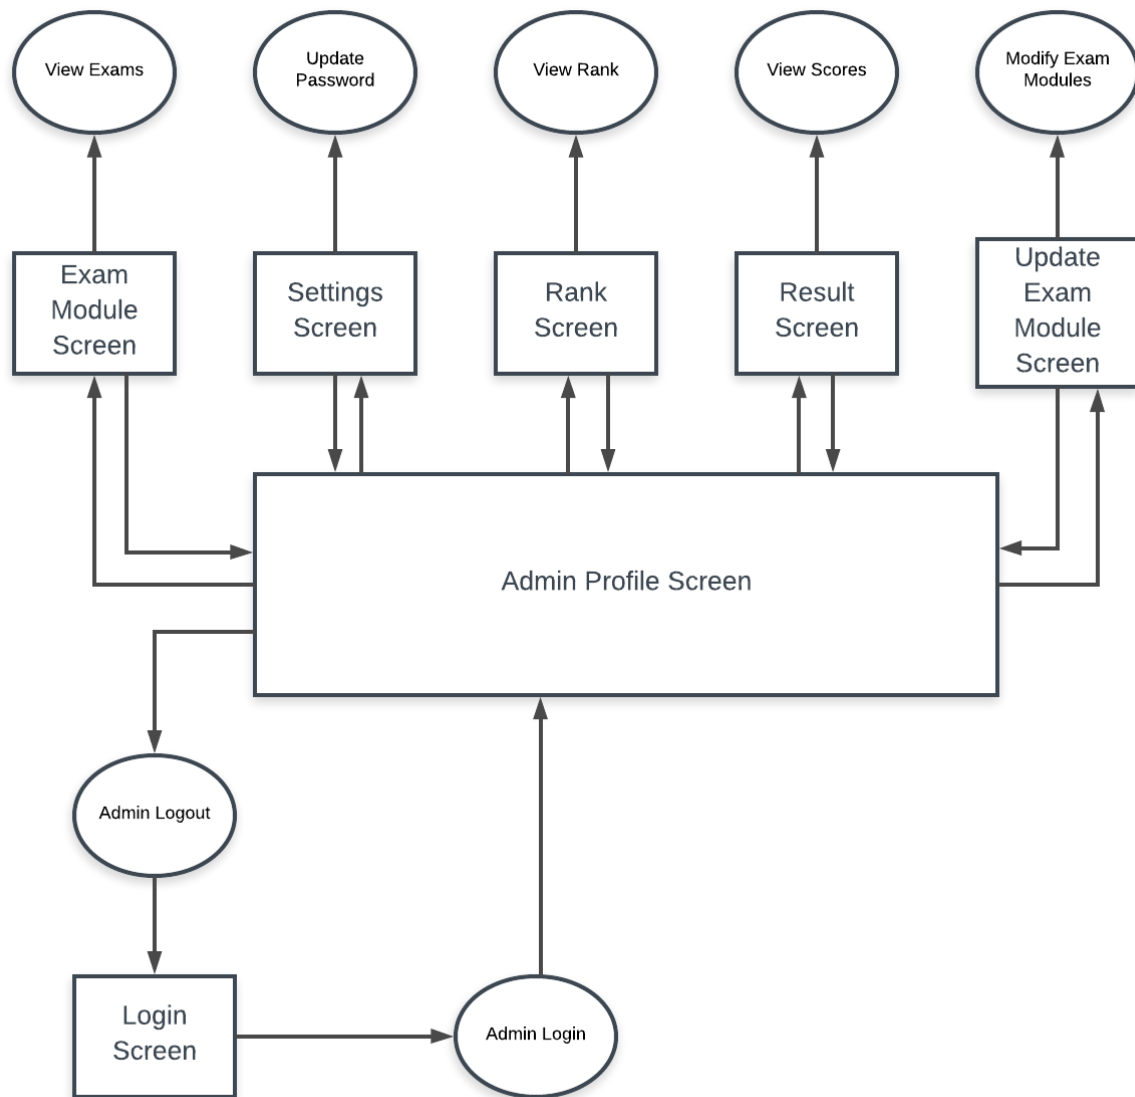 View Exams
Update
Password
View Rank
View Scores
Modify Exam
Modules
Exam
Module
Screen
Settings
Screen
Rank
Screen
Result
Screen
Update
Exam
Module
Screen
Admin Profile Screen
Admin Logout
Login
Screen
Admin Login